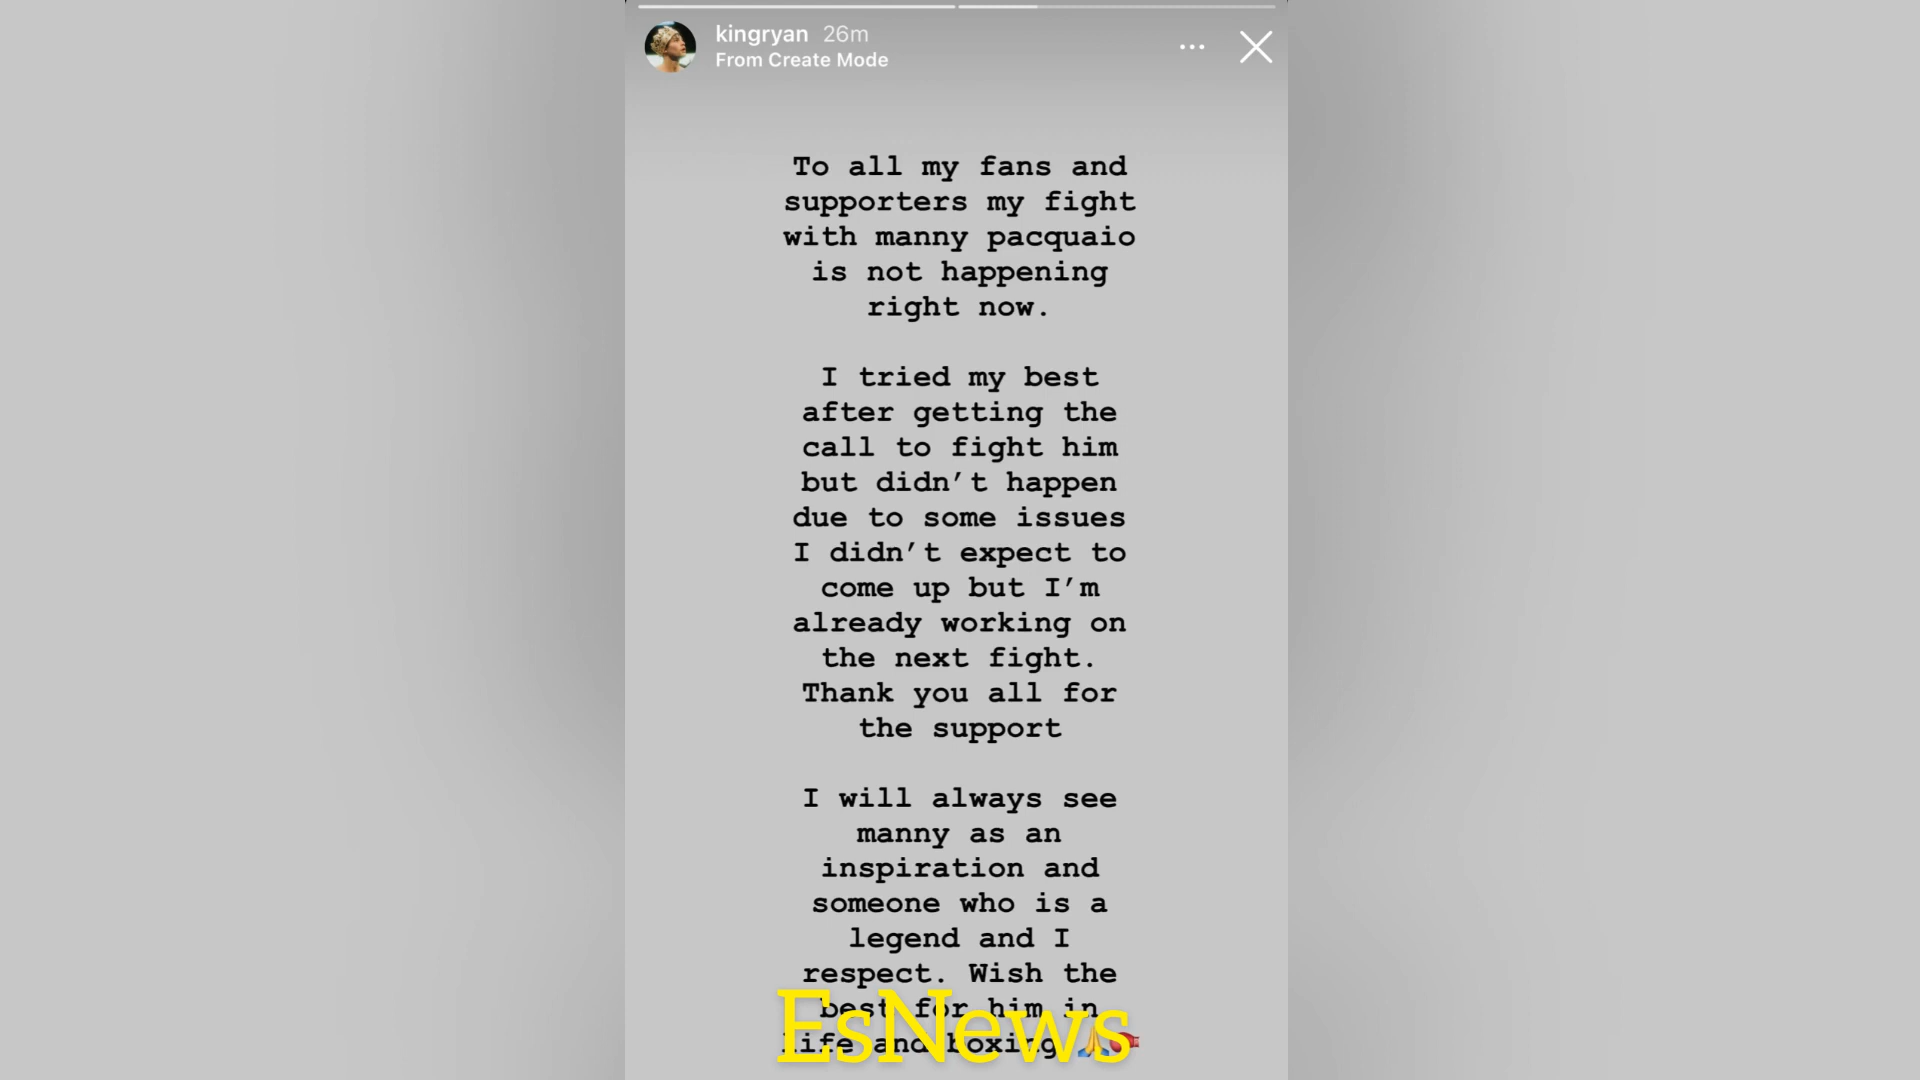 kingryan 26m
From Create Mode
To all my fans and
supporters my fight
with manny pacquaio
is not happening
right now.
I tried my best
after getting the
call to fight him
but didn’t happen
due to some issues
I didn’t expect to
come up but I’m
already working on
the next fight.
Thank you all for
the support
I will always see
manny as an
inspiration and
someone who is a
legend and I
respect. Wish the
best for him in
life and boxing 🙏🥊
EsNews